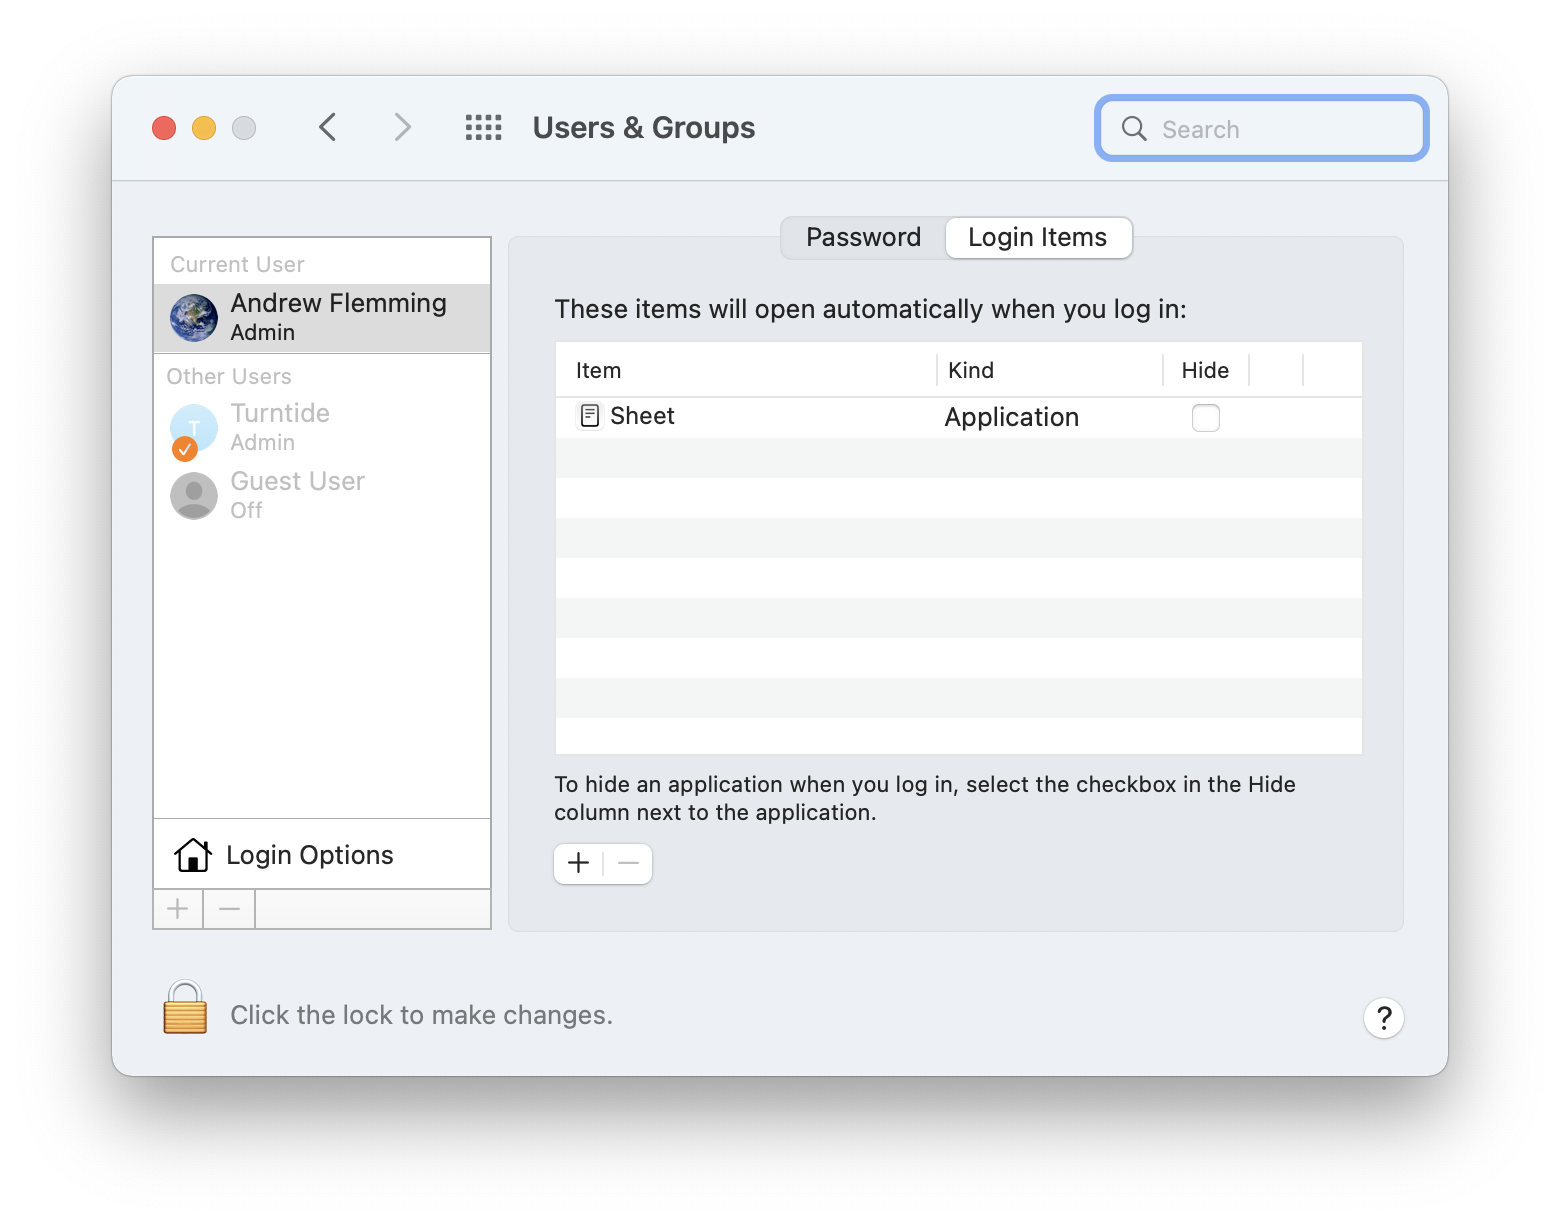 Users & Groups
Search
Current User
Andrew Flemming
Admin
Other Users
T
Turntide
Admin
Guest User
Off
Login Options
Password
Login Items
These items will open automatically when you log in:
Item
Kind
Hide
Sheet
Application
To hide an application when you log in, select the checkbox in the Hide
column next to the application.
Click the lock to make changes.
?